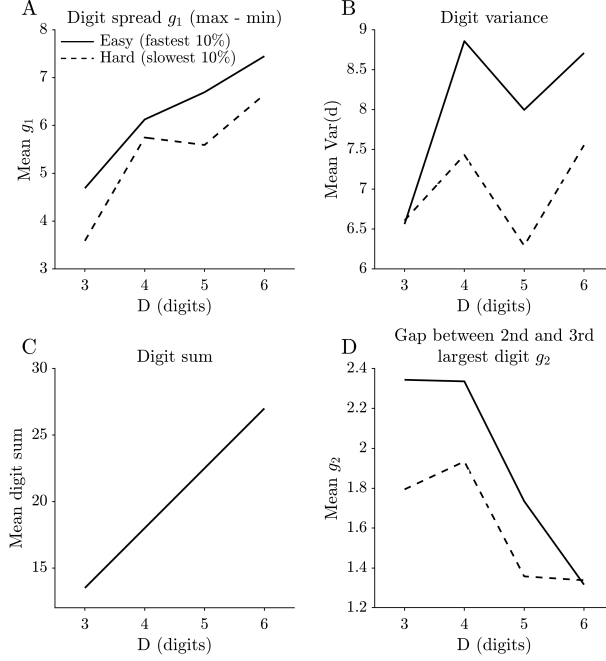 A
Digit spread g₁ (max - min)
8
7
6
5
4
3
Easy (fastest 10%)
Hard (slowest 10%)
Mean g₁
3 4 5 6
D (digits)
B
Digit variance
9
8.5
8
7.5
7
6.5
6
Mean Var(d)
3 4 5 6
D (digits)
C
Digit sum
30
25
20
15
Mean digit sum
3 4 5 6
D (digits)
D
Gap between 2nd and 3rd
largest digit g₂
2.4
2.2
2
1.8
1.6
1.4
1.2
Mean g₂
3 4 5 6
D (digits)